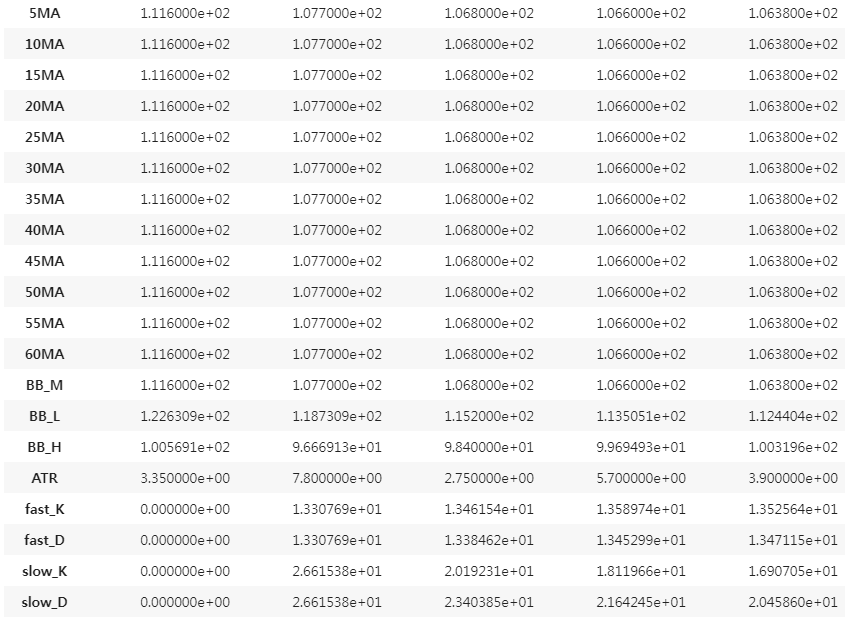 5MA 1.116000e+02 1.077000e+02 1.068000e+02 1.066000e+02 1.063800e+02
10MA 1.116000e+02 1.077000e+02 1.068000e+02 1.066000e+02 1.063800e+02
15MA 1.116000e+02 1.077000e+02 1.068000e+02 1.066000e+02 1.063800e+02
20MA 1.116000e+02 1.077000e+02 1.068000e+02 1.066000e+02 1.063800e+02
25MA 1.116000e+02 1.077000e+02 1.068000e+02 1.066000e+02 1.063800e+02
30MA 1.116000e+02 1.077000e+02 1.068000e+02 1.066000e+02 1.063800e+02
35MA 1.116000e+02 1.077000e+02 1.068000e+02 1.066000e+02 1.063800e+02
40MA 1.116000e+02 1.077000e+02 1.068000e+02 1.066000e+02 1.063800e+02
45MA 1.116000e+02 1.077000e+02 1.068000e+02 1.066000e+02 1.063800e+02
50MA 1.116000e+02 1.077000e+02 1.068000e+02 1.066000e+02 1.063800e+02
55MA 1.116000e+02 1.077000e+02 1.068000e+02 1.066000e+02 1.063800e+02
60MA 1.116000e+02 1.077000e+02 1.068000e+02 1.066000e+02 1.063800e+02
BB_M 1.116000e+02 1.077000e+02 1.068000e+02 1.066000e+02 1.063800e+02
BB_L 1.226309e+02 1.187309e+02 1.152000e+02 1.135051e+02 1.124404e+02
BB_H 1.005691e+02 9.666913e+01 9.840000e+01 9.969493e+01 1.003196e+02
ATR 3.350000e+00 7.800000e+00 2.750000e+00 5.700000e+00 3.900000e+00
fast_K 0.000000e+00 1.330769e+01 1.346154e+01 1.358974e+01 1.352564e+01
fast_D 0.000000e+00 1.330769e+01 1.338462e+01 1.345299e+01 1.347115e+01
slow_K 0.000000e+00 2.661538e+01 2.019231e+01 1.811966e+01 1.690705e+01
slow_D 0.000000e+00 2.661538e+01 2.340385e+01 2.164245e+01 2.045860e+01